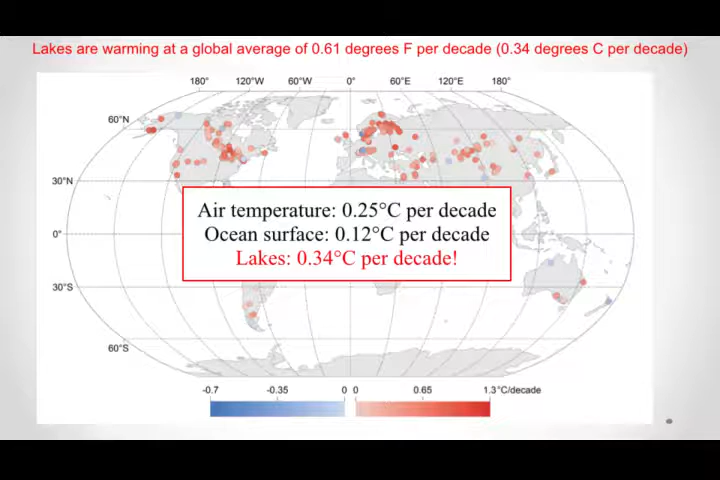 Lakes are warming at a global average of 0.61 degrees F per decade (0.34 degrees C per decade)
180° 120°W 60°W 0° 60°E 120°E 180°
60°N
30°N
Air temperature: 0.25°C per decade
Ocean surface: 0.12°C per decade
0°
Lakes: 0.34°C per decade!
30°S
60°S
-0.7 -0.35 0 0 0.65 1.3°C/decade